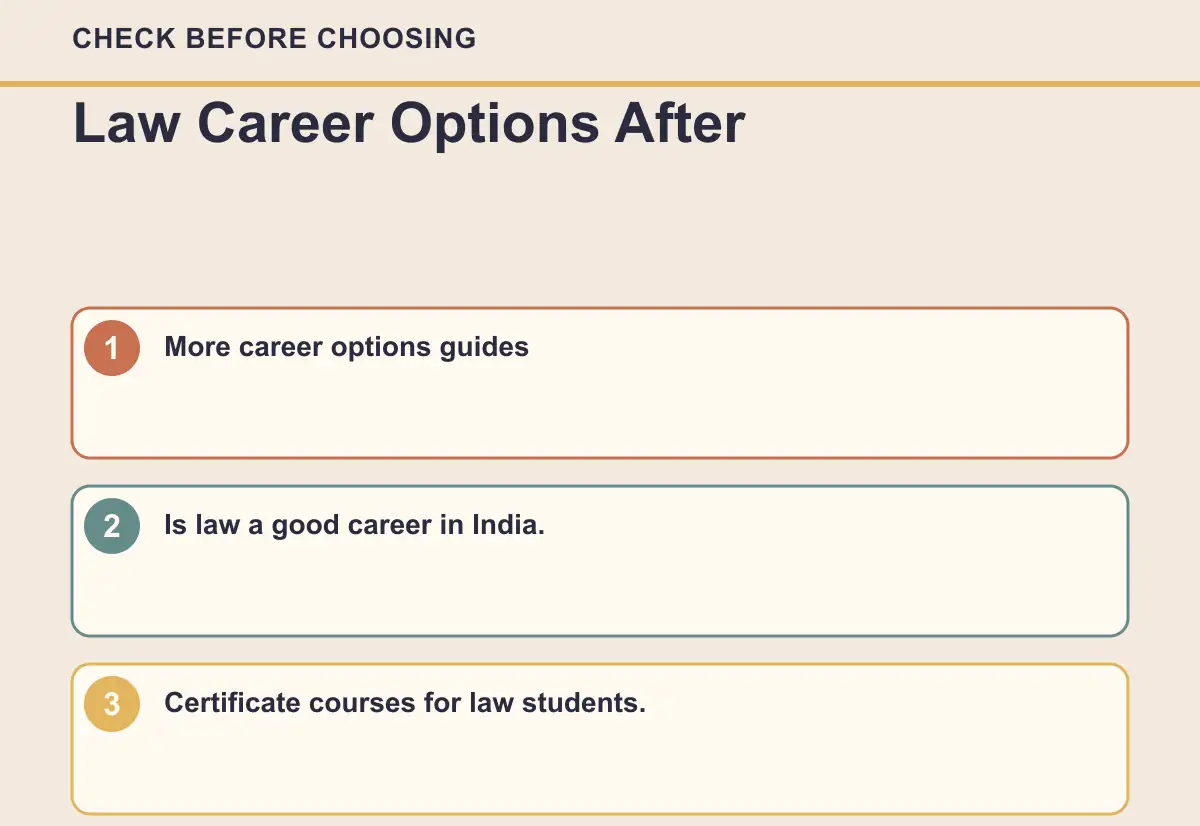 CHECK BEFORE CHOOSING
Law Career Options After
1 More career options guides
2 Is law a good career in India.
3 Certificate courses for law students.